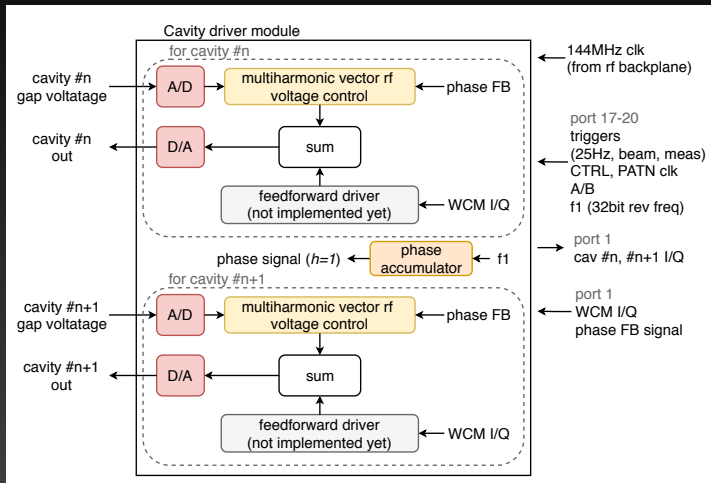 Cavity driver module
for cavity #n
cavity #n
gap voltatage
A/D
multiharmonic vector rf
voltage control
phase FB
cavity #n
out
D/A
sum
feedforward driver
(not implemented yet)
WCM I/Q
phase signal (h=1)
phase
accumulator
f1
for cavity #n+1
cavity #n+1
gap voltatage
A/D
multiharmonic vector rf
voltage control
phase FB
cavity #n+1
out
D/A
sum
feedforward driver
(not implemented yet)
WCM I/Q
144MHz clk
(from rf backplane)
port 17-20
triggers
(25Hz, beam, meas)
CTRL, PATN clk
A/B
f1 (32bit rev freq)
port 1
cav #n, #n+1 I/Q
port 1
WCM I/Q
phase FB signal